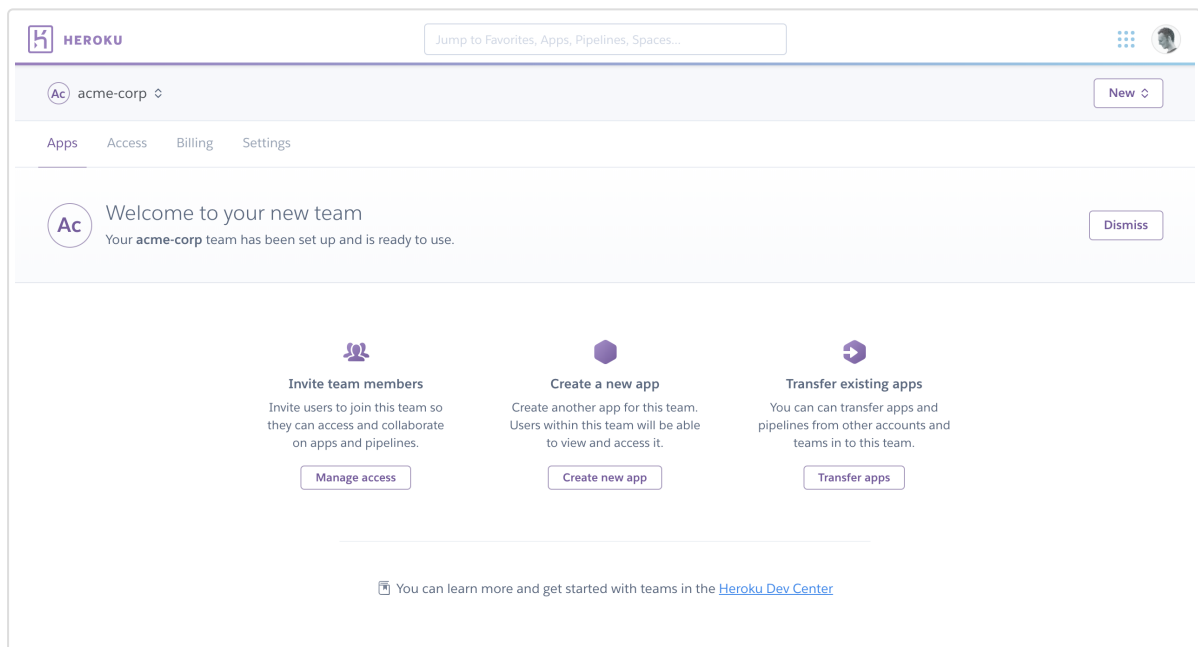 HEROKU
Jump to Favorites, Apps, Pipelines, Spaces...
Ac acme-corp
New
Apps Access Billing Settings
Ac
Welcome to your new team
Your acme-corp team has been set up and is ready to use.
Dismiss
Invite team members
Invite users to join this team so
they can access and collaborate
on apps and pipelines.
Manage access
Create a new app
Create another app for this team.
Users within this team will be able
to view and access it.
Create new app
Transfer existing apps
You can can transfer apps and
pipelines from other accounts and
teams in to this team.
Transfer apps
You can learn more and get started with teams in the Heroku Dev Center